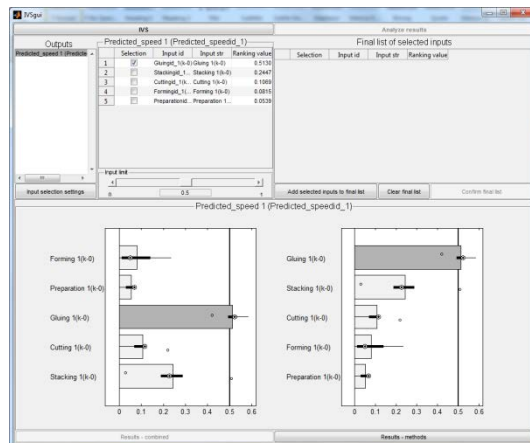 IVSgui
IVS
Analyze results
Outputs
Predicted_speed 1 (Predicte
Predicted_speed 1 (Predicted_speedid_1)
Selection Input id Input str Ranking value
1 Gluingid_1(k-0) Gluing 1(k-0) 0.5130
2 Stackingid_1... Stacking 1(k-0) 0.2447
3 Cuttingid_1(k... Cutting 1(k-0) 0.1069
4 Formingid_1(... Forming 1(k-0) 0.0815
5 Preparationid... Preparation 1... 0.0539
Input limit
0 0.5 1
Final list of selected inputs
Selection Input id Input str Ranking value
Input selection settings
Add selected inputs to final list
Clear final list
Confirm final list
Predicted_speed 1 (Predicted_speedid_1)
Forming 1(k-0)
Preparation 1(k-0)
Gluing 1(k-0)
Cutting 1(k-0)
Stacking 1(k-0)
0 0.1 0.2 0.3 0.4 0.5 0.6
Gluing 1(k-0)
Stacking 1(k-0)
Cutting 1(k-0)
Forming 1(k-0)
Preparation 1(k-0)
0 0.1 0.2 0.3 0.4 0.5 0.6
Results - combined
Results - methods